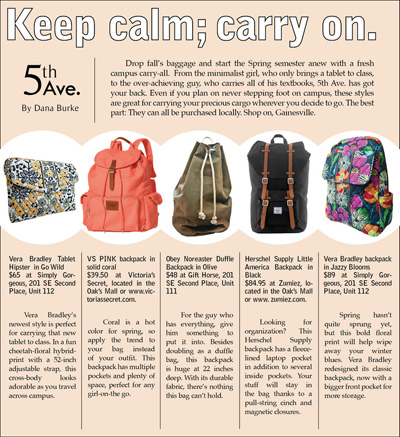 Keep calm; carry on.
5th
Ave.
By Dana Burke
Drop fall's baggage and start the Spring semester anew with a fresh
campus carry-all. From the minimalist girl, who only brings a tablet to class,
to the over-achieving guy, who carries all of his textbooks, 5th Ave. has got
your back. Even if you plan on never stepping foot on campus, these styles
are great for carrying your precious cargo wherever you decide to go. The best
part: They can all be purchased locally. Shop on, Gainesville.
Vera Bradley Tablet
Hipster in Go Wild
$65 at Simply Gor-
geous, 201 SE Second
Place, Unit 112
Vera Bradley's
newest style is perfect
for carrying that new
tablet to class. In a fun
cheetah-floral hybrid-
print with a 52-inch
adjustable strap, this
cross-body looks
adorable as you travel
across campus.
VS PINK backpack in
solid coral
$39.50 at Victoria's
Secret, located in the
Oak's Mall or www.vic-
toriassecret.com.
Coral is a hot
color for spring, so
apply the trend to
your bag instead
of your outfit. This
backpack has multiple
pockets and plenty of
space, perfect for any
girl-on-the go.
Obey Noreaster Duffle
Backpack in Olive
$48 at Gift Horse, 201
Second Place, Unit
111
For the guy who
has everything, give
him something to
put it into. Besides
doubling as a duffle
bag, this backpack
is huge at 22 inches
deep. With its durable
fabric, there's nothing
this bag can't hold.
Herschel Supply Little
America Backpack in
Black
$84.95 at Zumiez, lo-
cated in the Oak's Mall
or www. zumiez.com.
Looking for
organization? This
Herschel Supply
backpack has a fleece-
lined laptop pocket
in addition to several
inside pockets. Your
stuff will stay in
the bag thanks to a
pull-string cinch and
magnetic closures.
Vera Bradley backpack
in Jazzy Blooms
$89 at Simply Gor-
geous, 201 SE Second
Place, Unit 112
Spring hasn't
quite sprung yet,
but this bold floral
print will help wipe
away your winter
blues. Vera Bradley
redesigned its classic
backpack, now with a
bigger front pocket for
more storage.